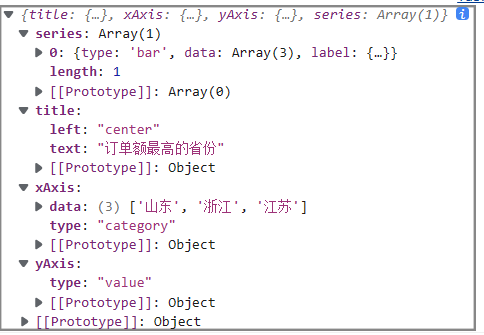 ▼ {title: {…}, xAxis: {…}, yAxis: {…}, series: Array(1)} i
▼ series: Array(1)
▶ 0: {type: 'bar', data: Array(3), label: {…}}
length: 1
▶ [[Prototype]]: Array(0)
▼ title:
left: "center"
text: "订单额最高的省份"
▶ [[Prototype]]: Object
▼ xAxis:
▶ data: (3) ['山东', '浙江', '江苏']
type: "category"
▶ [[Prototype]]: Object
▼ yAxis:
type: "value"
▶ [[Prototype]]: Object
▶ [[Prototype]]: Object